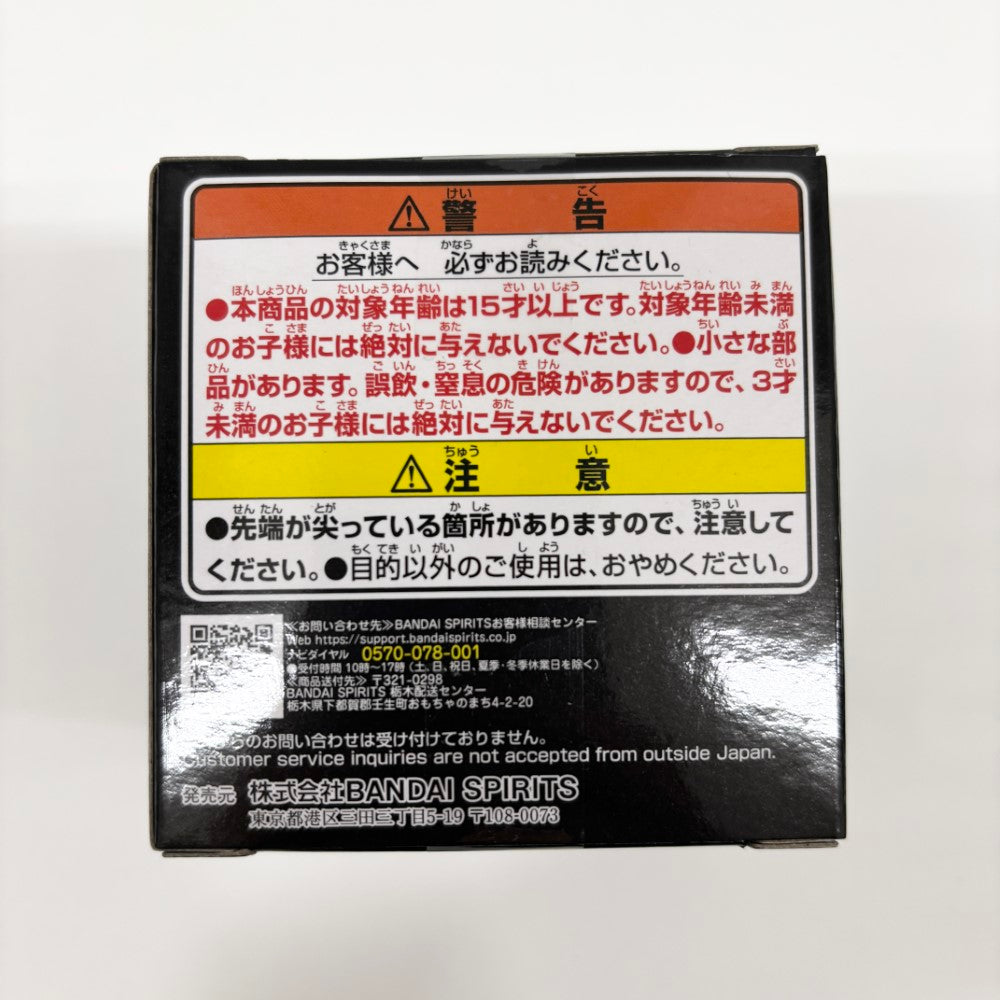 警告
お客様へ 必ずお読みください。
●本商品の対象年齢は15才以上です。対象年齢未満
のお子様には絶対に与えないでください。●小さな部
品があります。誤飲・窒息の危険がありますので、3才
未満のお子様には絶対に与えないでください。
注意
●先端が尖っている箇所がありますので、注意して
ください。●目的以外のご使用は、おやめください。
≪お問い合わせ先≫BANDAI SPIRITSお客様相談センター
Web https://support.bandaispirits.co.jp
ナビダイヤル 0570-078-001
●受付時間 10時~17時(土、日、祝日、夏季・冬季休業日を除く)
≪商品送付先≫ 〒321-0298
BANDAI SPIRITS 栃木配送センター
栃木県下都賀郡壬生町おもちゃのまち4-2-20
らのお問い合わせは受け付けておりません。
Customer service inquiries are not accepted from outside Japan.
発売元 株式会社BANDAI SPIRITS
東京都港区三田三丁目5-19 〒108-0073